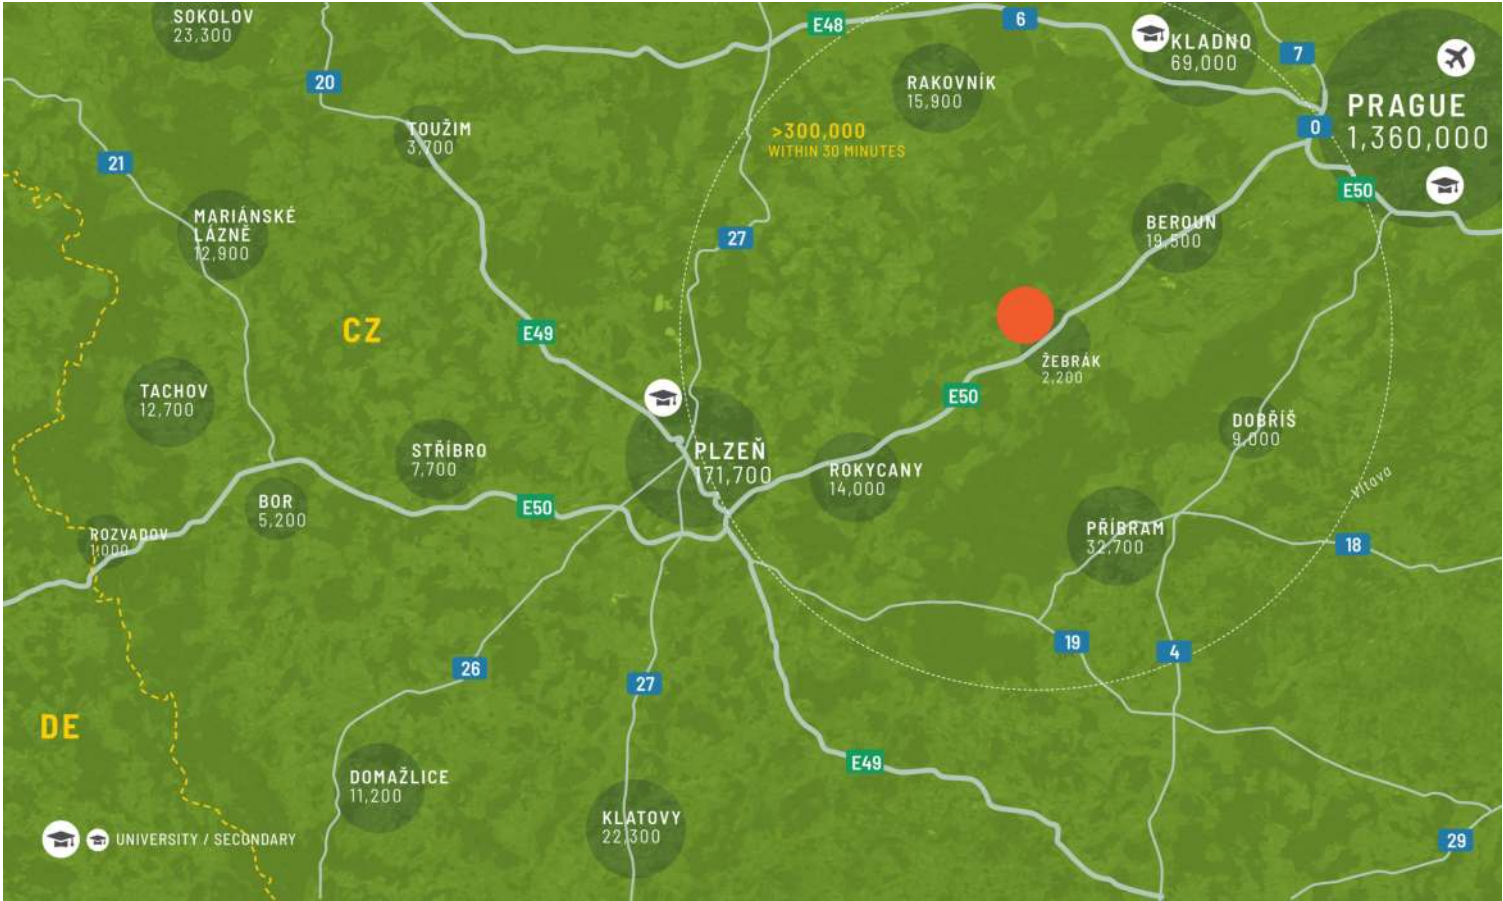 SOKOLOV
23,300
E48
6
KLADNO
69,000
7
20
RAKOVNÍK
15,900
PRAGUE
1,360,000
TOUŽIM
3,700
>300,000
WITHIN 30 MINUTES
0
21
E50
MARIÁNSKÉ
LÁZNĚ
12,900
27
BEROUN
19,500
CZ
E49
ŽEBRÁK
2,200
TACHOV
12,700
E50
DOBŘÍŠ
9,000
STŘÍBRO
7,700
PLZEŇ
171,700
ROKYCANY
14,000
Vltava
BOR
5,200
E50
ROZVADOV
1,000
PŘÍBRAM
32,700
18
19
4
26
27
DE
E49
DOMAŽLICE
11,200
KLATOVY
22,300
UNIVERSITY / SECONDARY
29